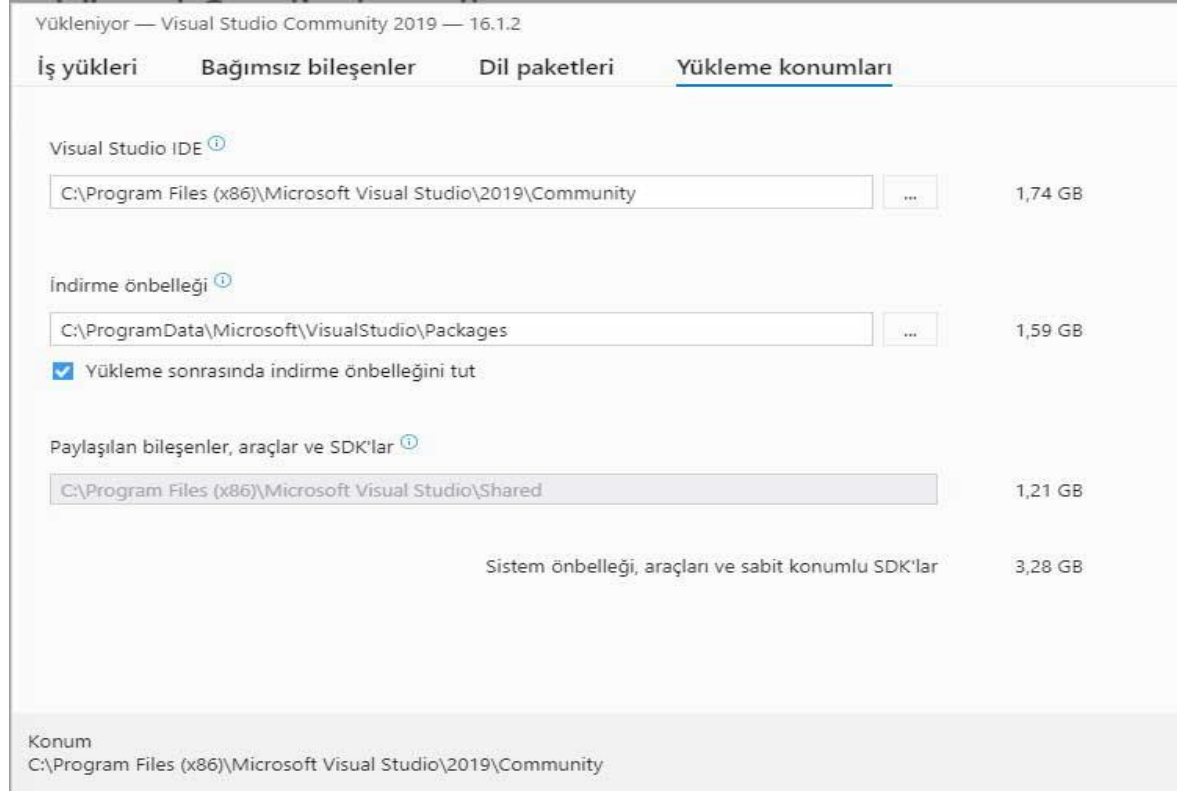 Yükleniyor — Visual Studio Community 2019 — 16.1.2
İş yükleri Bağımsız bileşenler Dil paketleri Yükleme konumları
Visual Studio IDE
C:\Program Files (x86)\Microsoft Visual Studio\2019\Community ... 1,74 GB
İndirme önbelleği
C:\ProgramData\Microsoft\VisualStudio\Packages ... 1,59 GB
Yükleme sonrasında indirme önbelleğini tut
Paylaşılan bileşenler, araçlar ve SDK'lar
C:\Program Files (x86)\Microsoft Visual Studio\Shared 1,21 GB
Sistem önbelleği, araçları ve sabit konumlu SDK'lar 3,28 GB
Konum
C:\Program Files (x86)\Microsoft Visual Studio\2019\Community